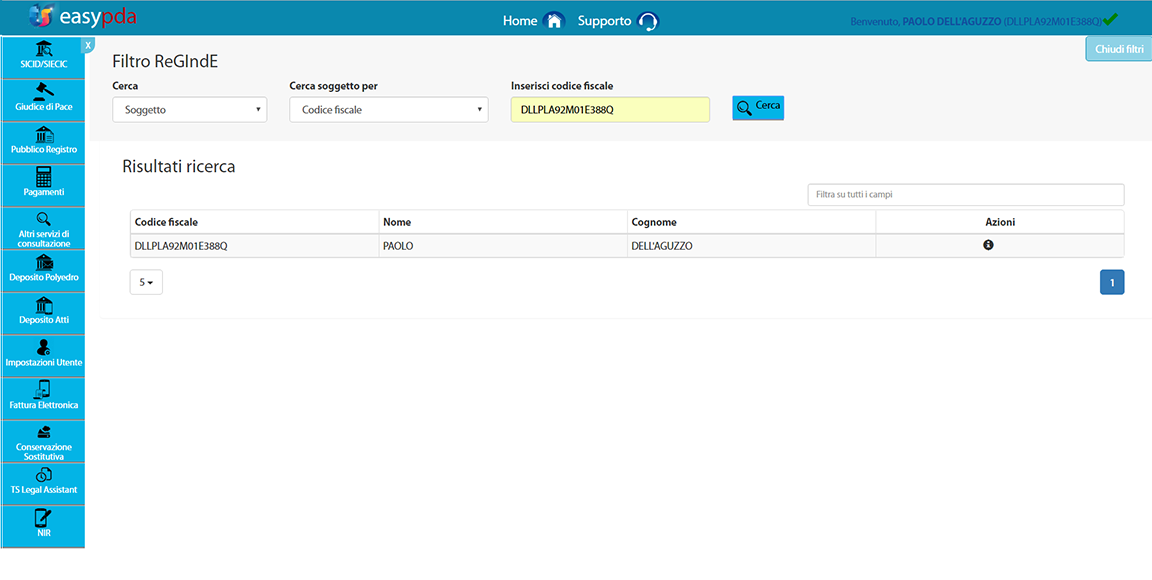 easypda
Home Supporto
Benvenuto, PAOLO DELL'AGUZZO (DLLPLA92M01E388Q)
X
SICID/SIECIC
Giudice di Pace
Pubblico Registro
Pagamenti
Altri servizi di
consultazione
Deposito Polyedro
Deposito Atti
Impostazioni Utente
Fattura Elettronica
Conservazione
Sostitutiva
TS Legal Assistant
NIR
Chiudi filtri
Filtro ReGIndE
Cerca Cerca soggetto per Inserisci codice fiscale
Soggetto Codice fiscale DLLPLA92M01E388Q Cerca
Risultati ricerca
Filtra su tutti i campi
Codice fiscale Nome Cognome Azioni
DLLPLA92M01E388Q PAOLO DELL'AGUZZO
5 1